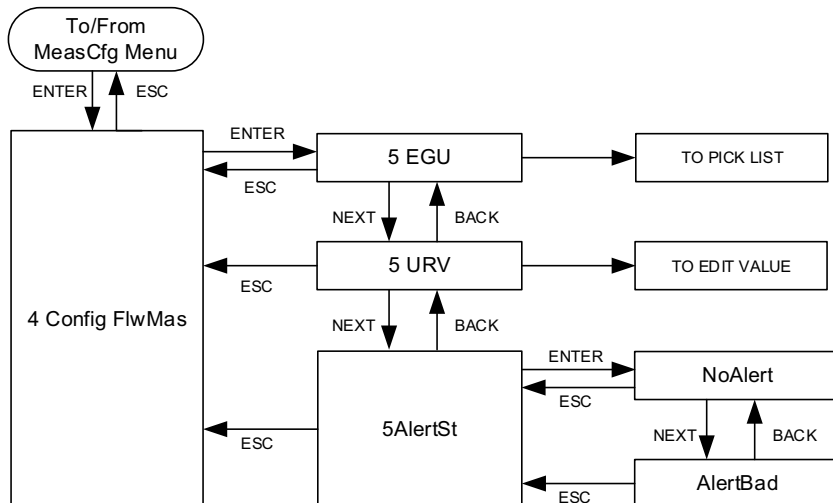 To/From
MeasCfg Menu
ENTER
ESC
4 Config FlwMas
ENTER
ESC
5 EGU
TO PICK LIST
NEXT
BACK
ESC
5 URV
TO EDIT VALUE
NEXT
BACK
ESC
5AlertSt
ENTER
ESC
NoAlert
NEXT
BACK
ESC
AlertBad